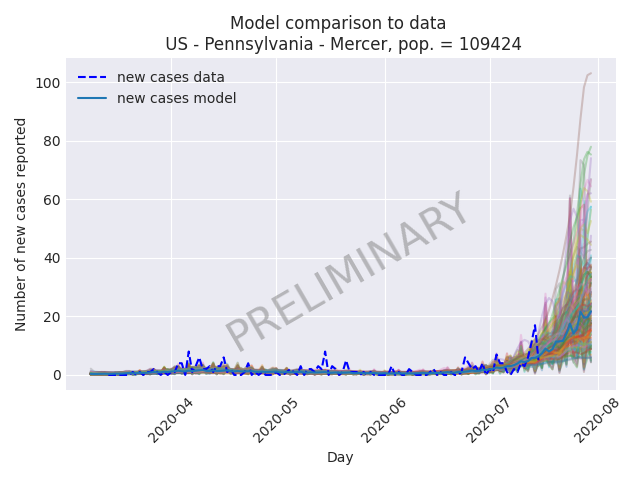 Model comparison to data
US - Pennsylvania - Mercer, pop. = 109424
new cases data
new cases model
Number of new cases reported
100
80
60
40
20
0
PRELIMINARY
2020-04
2020-05
2020-06
2020-07
2020-08
Day